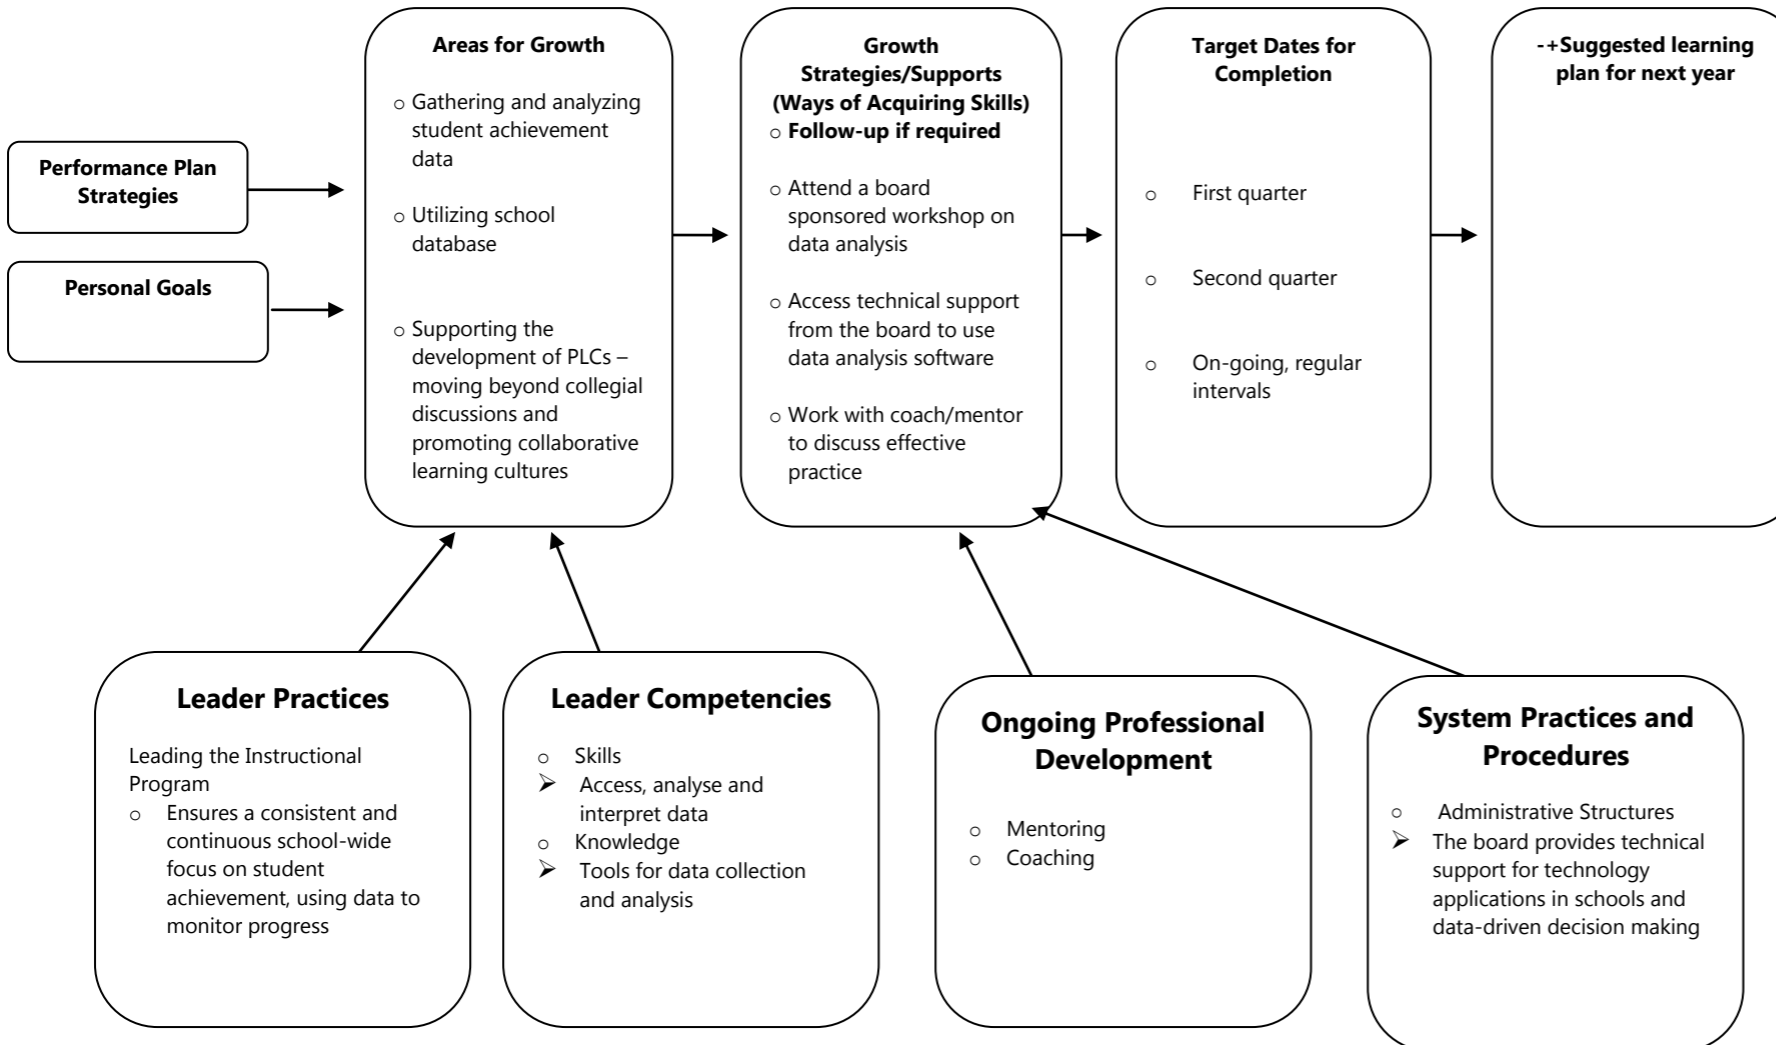 Performance Plan
Strategies
Personal Goals
Areas for Growth
○ Gathering and analyzing
student achievement
data
○ Utilizing school
database
○ Supporting the
development of PLCs –
moving beyond collegial
discussions and
promoting collaborative
learning cultures
Growth
Strategies/Supports
(Ways of Acquiring Skills)
○ Follow-up if required
○ Attend a board
sponsored workshop on
data analysis
○ Access technical support
from the board to use
data analysis software
○ Work with coach/mentor
to discuss effective
practice
Target Dates for
Completion
○ First quarter
○ Second quarter
○ On-going, regular
intervals
-+Suggested learning
plan for next year
Leader Practices
Leading the Instructional
Program
○ Ensures a consistent and
continuous school-wide
focus on student
achievement, using data to
monitor progress
Leader Competencies
○ Skills
➢ Access, analyse and
interpret data
○ Knowledge
➢ Tools for data collection
and analysis
Ongoing Professional
Development
○ Mentoring
○ Coaching
System Practices and
Procedures
○ Administrative Structures
➢ The board provides technical
support for technology
applications in schools and
data-driven decision making